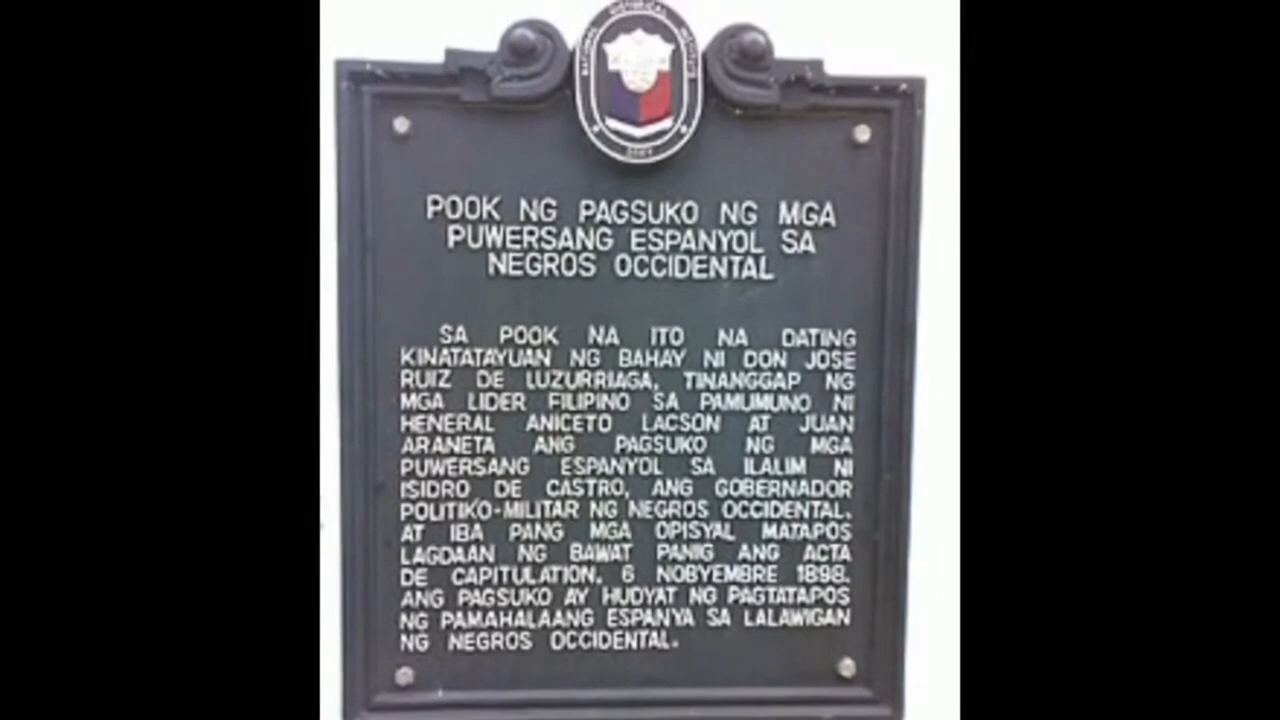 NATIONAL HISTORICAL INSTITUTE
POOK NG PAGSUKO NG MGA
PUWERSANG ESPANYOL SA
NEGROS OCCIDENTAL
SA POOK NA ITO NA DATING
KINATATAYUAN NG BAHAY NI DON JOSE
RUIZ DE LUZURRIAGA, TINANGGAP NG
MGA LIDER FILIPINO SA PAMUMUNO NI
HENERAL ANICETO LACSON AT JUAN
ARANETA ANG PAGSUKO NG MGA
PUWERSANG ESPANYOL SA ILALIM NI
ISIDRO DE CASTRO, ANG GOBERNADOR
POLITIKO-MILITAR NG NEGROS OCCIDENTAL,
AT IBA PANG MGA OPISYAL MATAPOS
LAGDAAN NG BAWAT PANIG ANG ACTA
DE CAPITULATION, 6 NOBYEMBRE 1898.
ANG PAGSUKO AY HUDYAT NG PAGTATAPOS
NG PAMAHALAANG ESPANYA SA LALAWIGAN
NG NEGROS OCCIDENTAL.